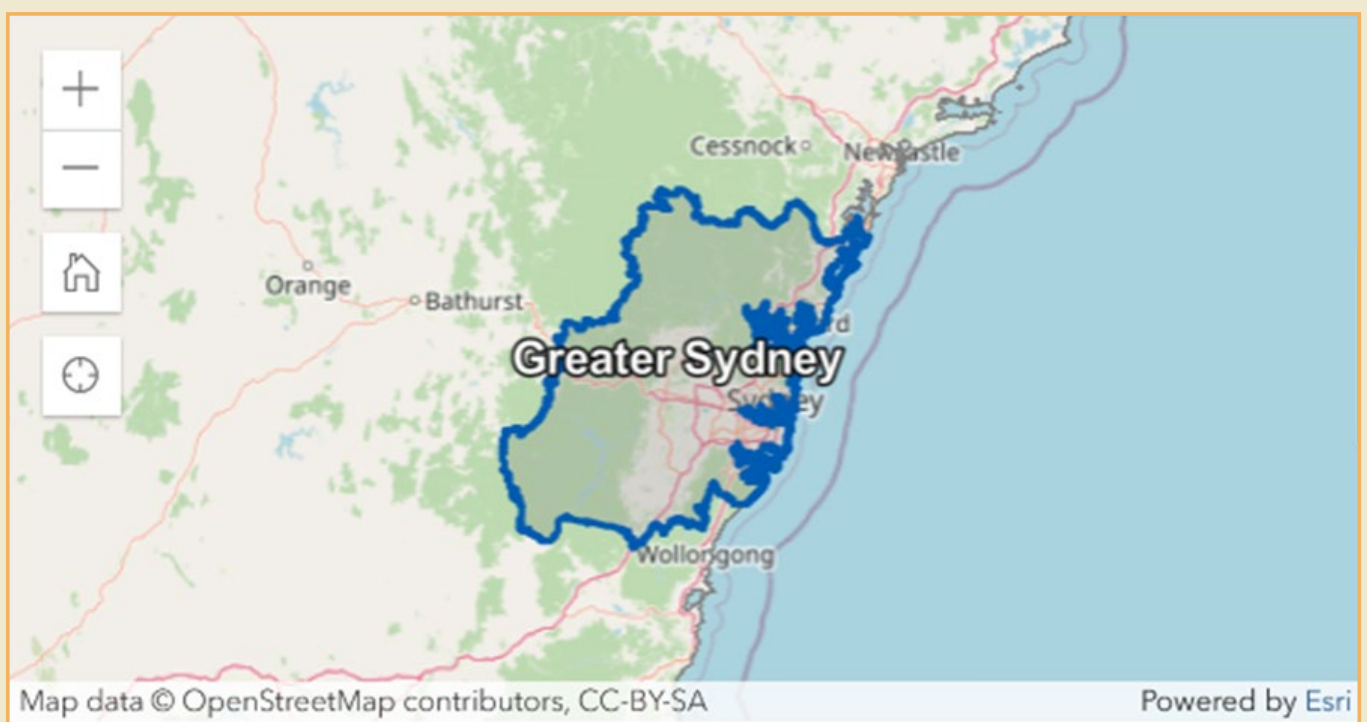 Cessnock
Newcastle
Orange
Bathurst
Greater Sydney
Sydney
Wollongong
Map data © OpenStreetMap contributors, CC-BY-SA
Powered by Esri